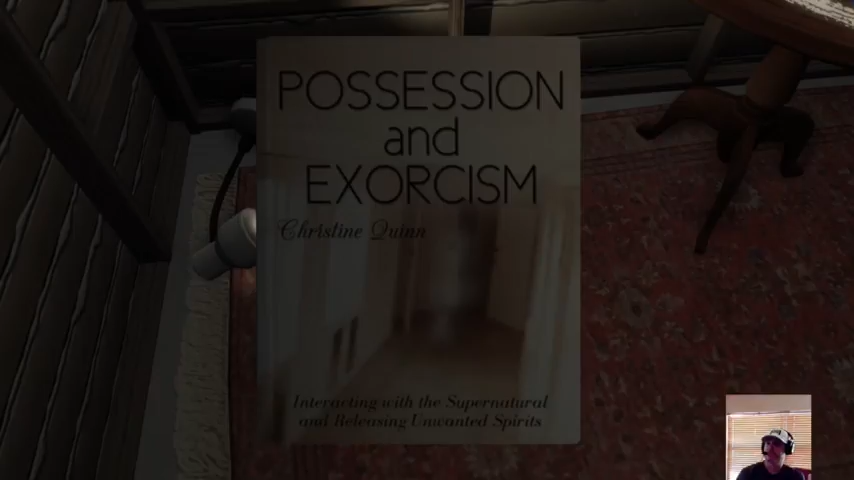 POSSESSION
and
EXORCISM
Christine Quinn
Interacting with the Supernatural
and Releasing Unwanted Spirits